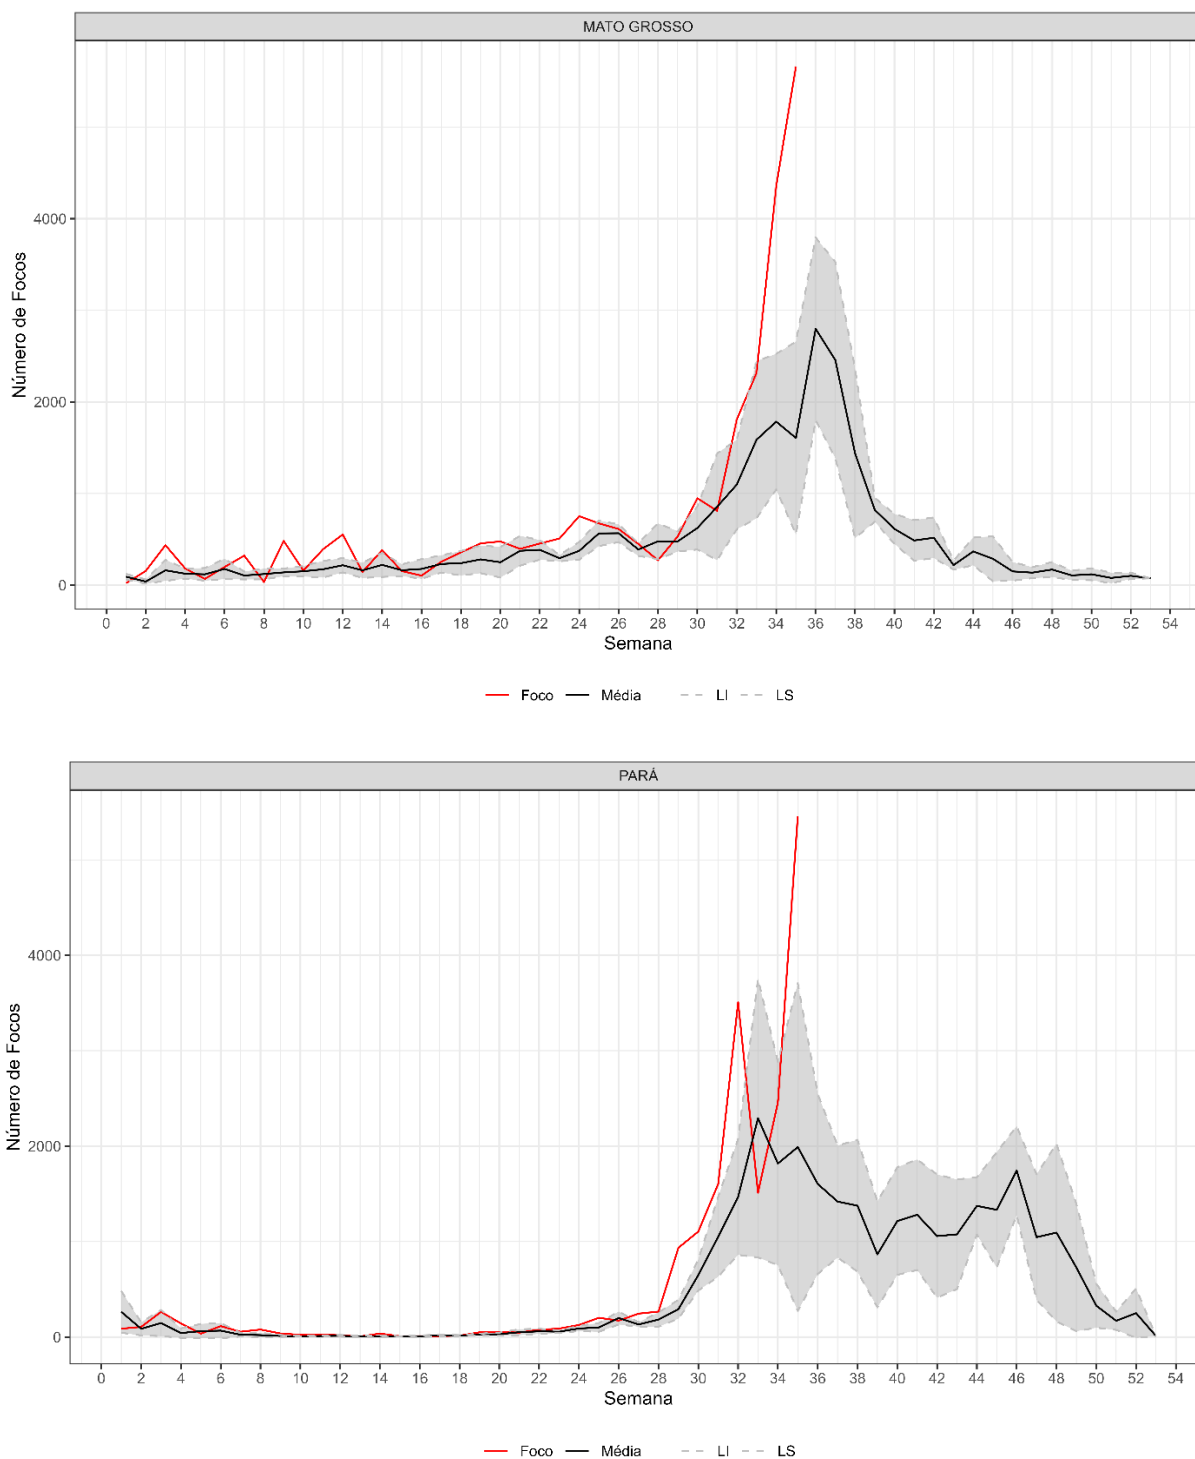 MATO GROSSO
Número de Focos
4000
2000
0
0 2 4 6 8 10 12 14 16 18 20 22 24 26 28 30 32 34 36 38 40 42 44 46 48 50 52 54
Semana
Foco Média LI LS
PARÁ
Número de Focos
4000
2000
0
0 2 4 6 8 10 12 14 16 18 20 22 24 26 28 30 32 34 36 38 40 42 44 46 48 50 52 54
Semana
Foco Média LI LS